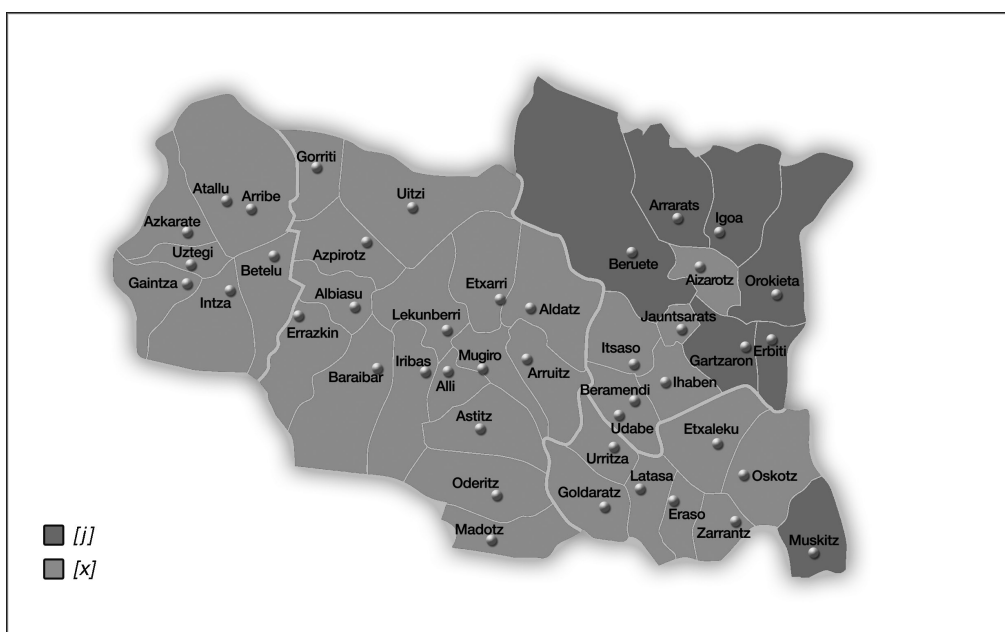 Gorriti
Uitzi
Atallu
Arribe
Azkarate
Azpirotz
Uztegi
Betelu
Gaintza
Intza
Albiasu
Errazkin
Lekunberri
Etxarri
Aldatz
Baraibar
Iribas
Alli
Mugiro
Arruitz
Astitz
Oderitz
Madotz
Arrarats
Igoa
Beruete
Aizarotz
Orokieta
Jauntsarats
Gartzaron
Erbiti
Itsaso
Ihaben
Beramendi
Udabe
Etxaleku
Urritza
Latasa
Oskotz
Goldaratz
Eraso
Zarrantz
Muskitz
[j]
[x]